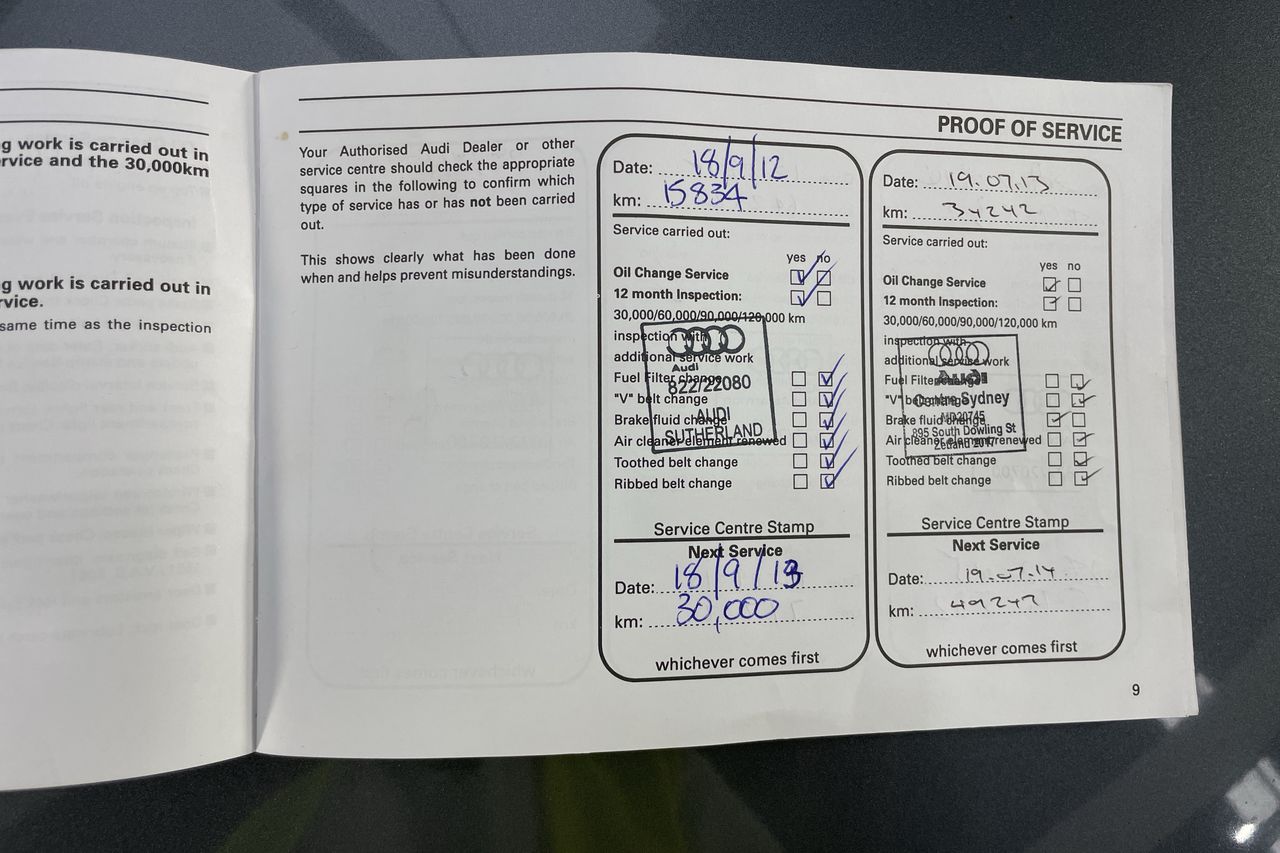 g work is carried out in
rvice and the 30,000km
g work is carried out in
rvice.
same time as the inspection
PROOF OF SERVICE
Your Authorised Audi Dealer or other
service centre should check the appropriate
squares in the following to confirm which
type of service has or has not been carried
out.
This shows clearly what has been done
when and helps prevent misunderstandings.
Date: 18/9/12
km: 15834
Service carried out:
yes no
Oil Change Service
12 month Inspection:
30,000/60,000/90,000/120,000 km
inspection with
additional service work
Fuel Filter change
"V" belt change
Brake fluid change
Air cleaner element renewed
Toothed belt change
Ribbed belt change
Audi
822/22080
AUDI
SUTHERLAND
Service Centre Stamp
Next Service
Date: 18/9/13
km: 30,000
whichever comes first
Date: 19.07.13
km: 34242
Service carried out:
yes no
Oil Change Service
12 month Inspection:
30,000/60,000/90,000/120,000 km
inspection with
additional service work
Fuel Filter change
"V" belt change
Brake fluid change
Air cleaner element renewed
Toothed belt change
Ribbed belt change
Audi
Centre Sydney
MD20745
895 South Dowling St
Zetland 2017
Service Centre Stamp
Next Service
Date: 19.07.14
km: 49242
whichever comes first
9